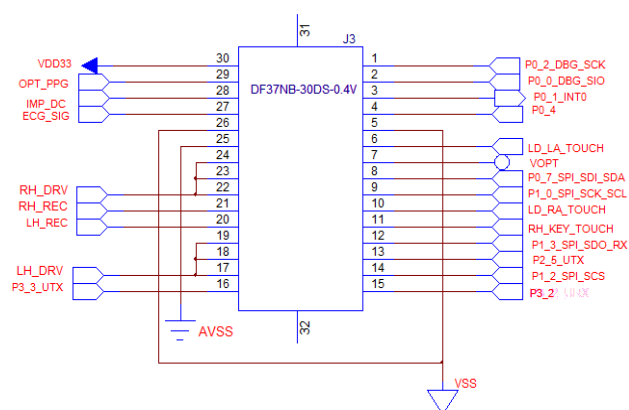 31
J3
DF37NB-30DS-0.4V
VDD33 30
OPT_PPG 29
IMP_DC 28
ECG_SIG 27
26
25
24
23
RH_DRV 22
RH_REC 21
LH_REC 20
19
18
LH_DRV 17
P3_3_UTX 16
1 P0_2_DBG_SCK
2 P0_0_DBG_SIO
3 P0_1_INT0
4 P0_4
5
6 LD_LA_TOUCH
7 VOPT
8 P0_7_SPI_SDI_SDA
9 P1_0_SPI_SCK_SCL
10 LD_RA_TOUCH
11 RH_KEY_TOUCH
12 P1_3_SPI_SDO_RX
13 P2_5_UTX
14 P1_2_SPI_SCS
15 P3_2
AVSS
32
VSS